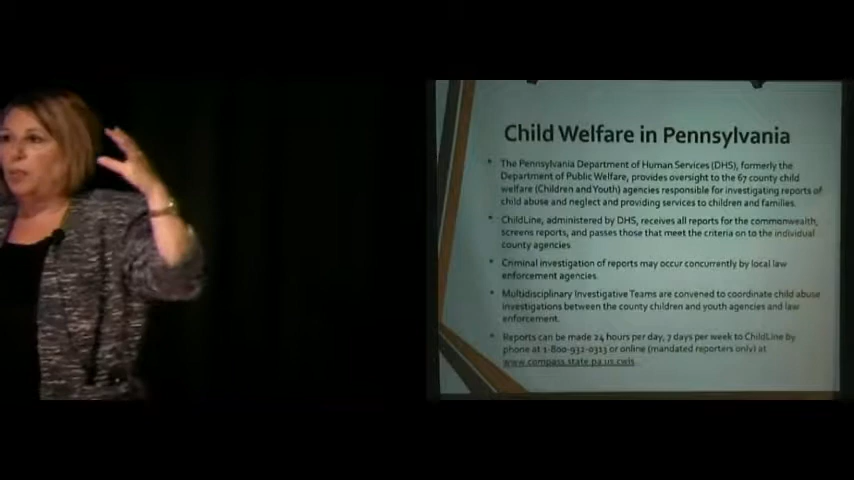 Child Welfare in Pennsylvania
The Pennsylvania Department of Human Services (DHS), formerly the
Department of Public Welfare, provides oversight to the 67 county child
welfare (Children and Youth) agencies responsible for investigating reports of
child abuse and neglect and providing services to children and families.
ChildLine, administered by DHS, receives all reports for the commonwealth,
screens reports, and passes those that meet the criteria on to the individual
county agencies
Criminal investigation of reports may occur concurrently by local law
enforcement agencies.
Multidisciplinary Investigative Teams are convened to coordinate child abuse
investigations between the county children and youth agencies and law
enforcement.
Reports can be made 24 hours per day, 7 days per week to ChildLine by
phone at 1-800-932-0313 or online (mandated reporters only) at
www.compass.state.pa.us.cwis